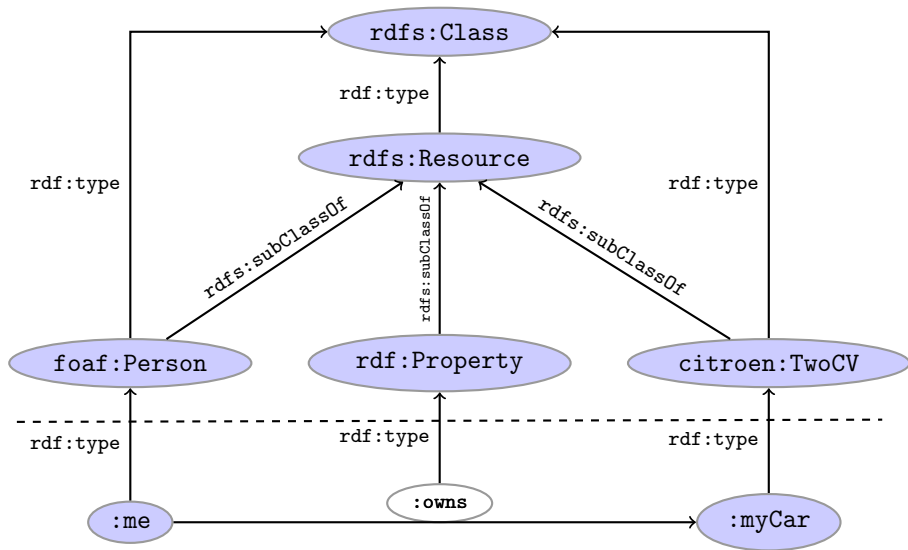 rdfs:Class
rdf:type
rdfs:Resource
rdf:type
rdf:type
rdfs:subClassOf
rdfs:subClassOf
rdfs:subClassOf
foaf:Person
rdf:Property
citroen:TwoCV
rdf:type
rdf:type
rdf:type
:owns
:me
:myCar